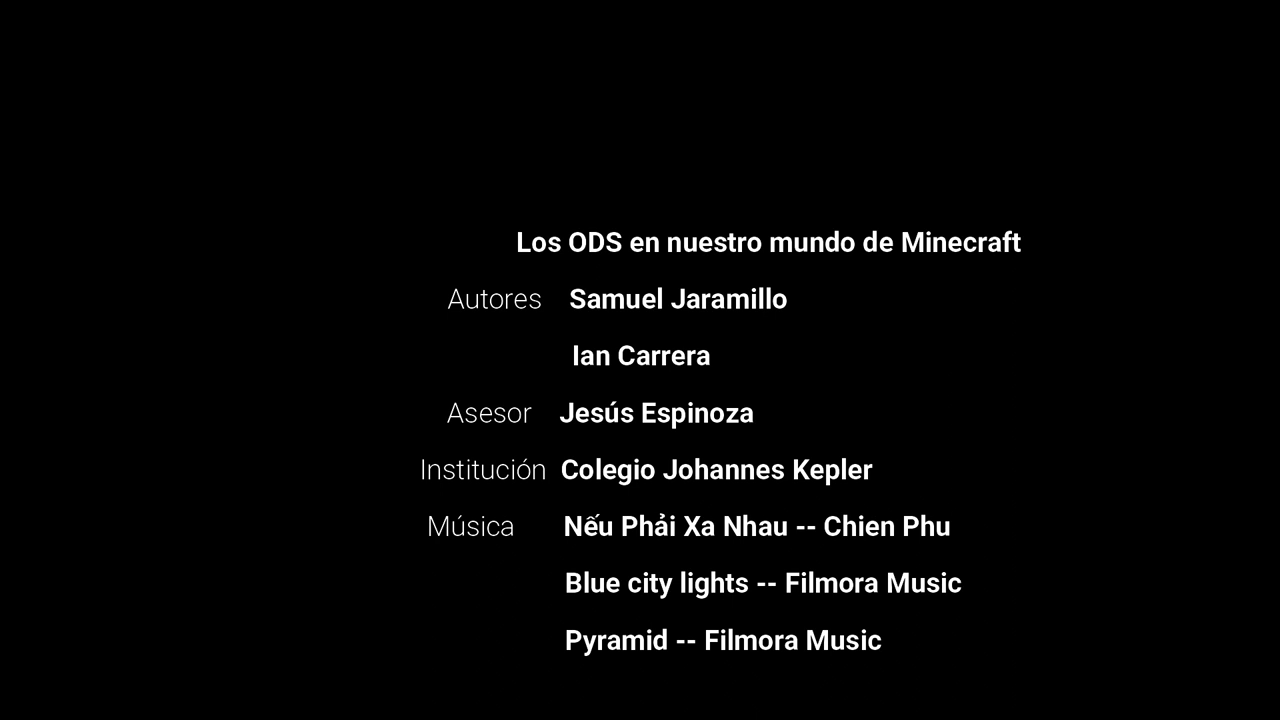 Los ODS en nuestro mundo de Minecraft
Autores Samuel Jaramillo
Ian Carrera
Asesor Jesús Espinoza
Institución Colegio Johannes Kepler
Música Nếu Phải Xa Nhau -- Chien Phu
Blue city lights -- Filmora Music
Pyramid -- Filmora Music